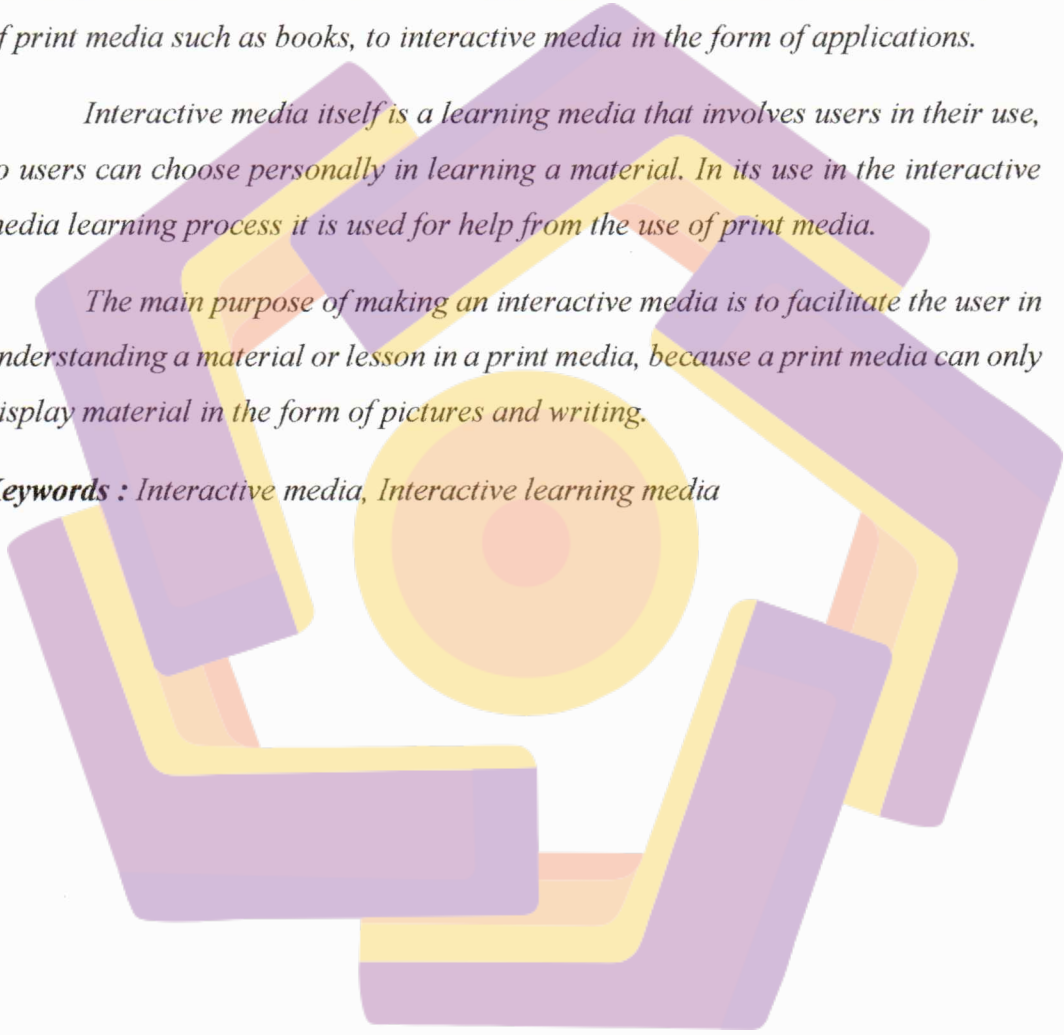 f print media such as books, to interactive media in the form of applications.
Interactive media itself is a learning media that involves users in their use,
o users can choose personally in learning a material. In its use in the interactive
nedia learning process it is used for help from the use of print media.
The main purpose of making an interactive media is to facilitate the user in
nderstanding a material or lesson in a print media, because a print media can only
isplay material in the form of pictures and writing.
eywords : Interactive media, Interactive learning media